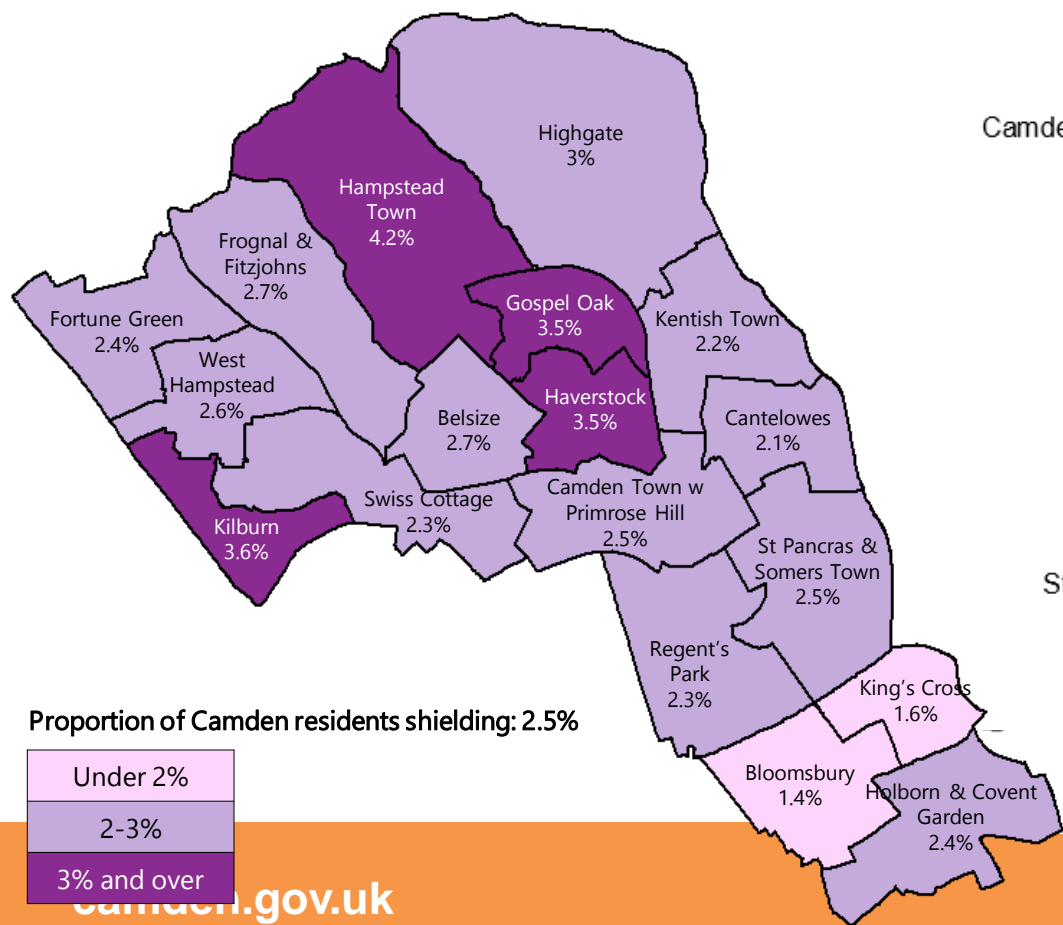 Highgate
3%
Camde
Hampstead
Town
4.2%
Frognal &
Fitzjohns
2.7%
Gospel Oak
3.5%
Fortune Green
2.4%
Kentish Town
2.2%
West
Hampstead
2.6%
Haverstock
3.5%
Belsize
2.7%
Cantelowes
2.1%
Swiss Cottage
2.3%
Camden Town w
Primrose Hill
2.5%
Kilburn
3.6%
St Pancras &
Somers Town
2.5%
S
Regent's
Park
2.3%
King's Cross
1.6%
Bloomsbury
1.4%
Holborn & Covent
Garden
2.4%
Proportion of Camden residents shielding: 2.5%
Under 2%
2-3%
3% and over
camden.gov.uk